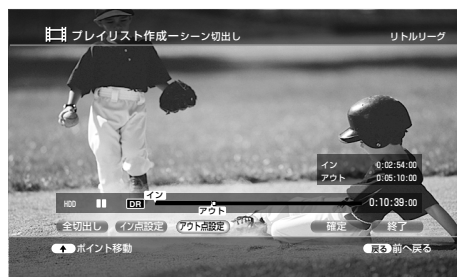 プレイリスト作成ーシーン切出し リトルリーグ
イン 0:02:54:00
アウト 0:05:10:00
HDD DR イン アウト 0:10:39:00
全切出し イン点設定 アウト点設定 確定 終了
ポイント移動 戻る 前へ戻る